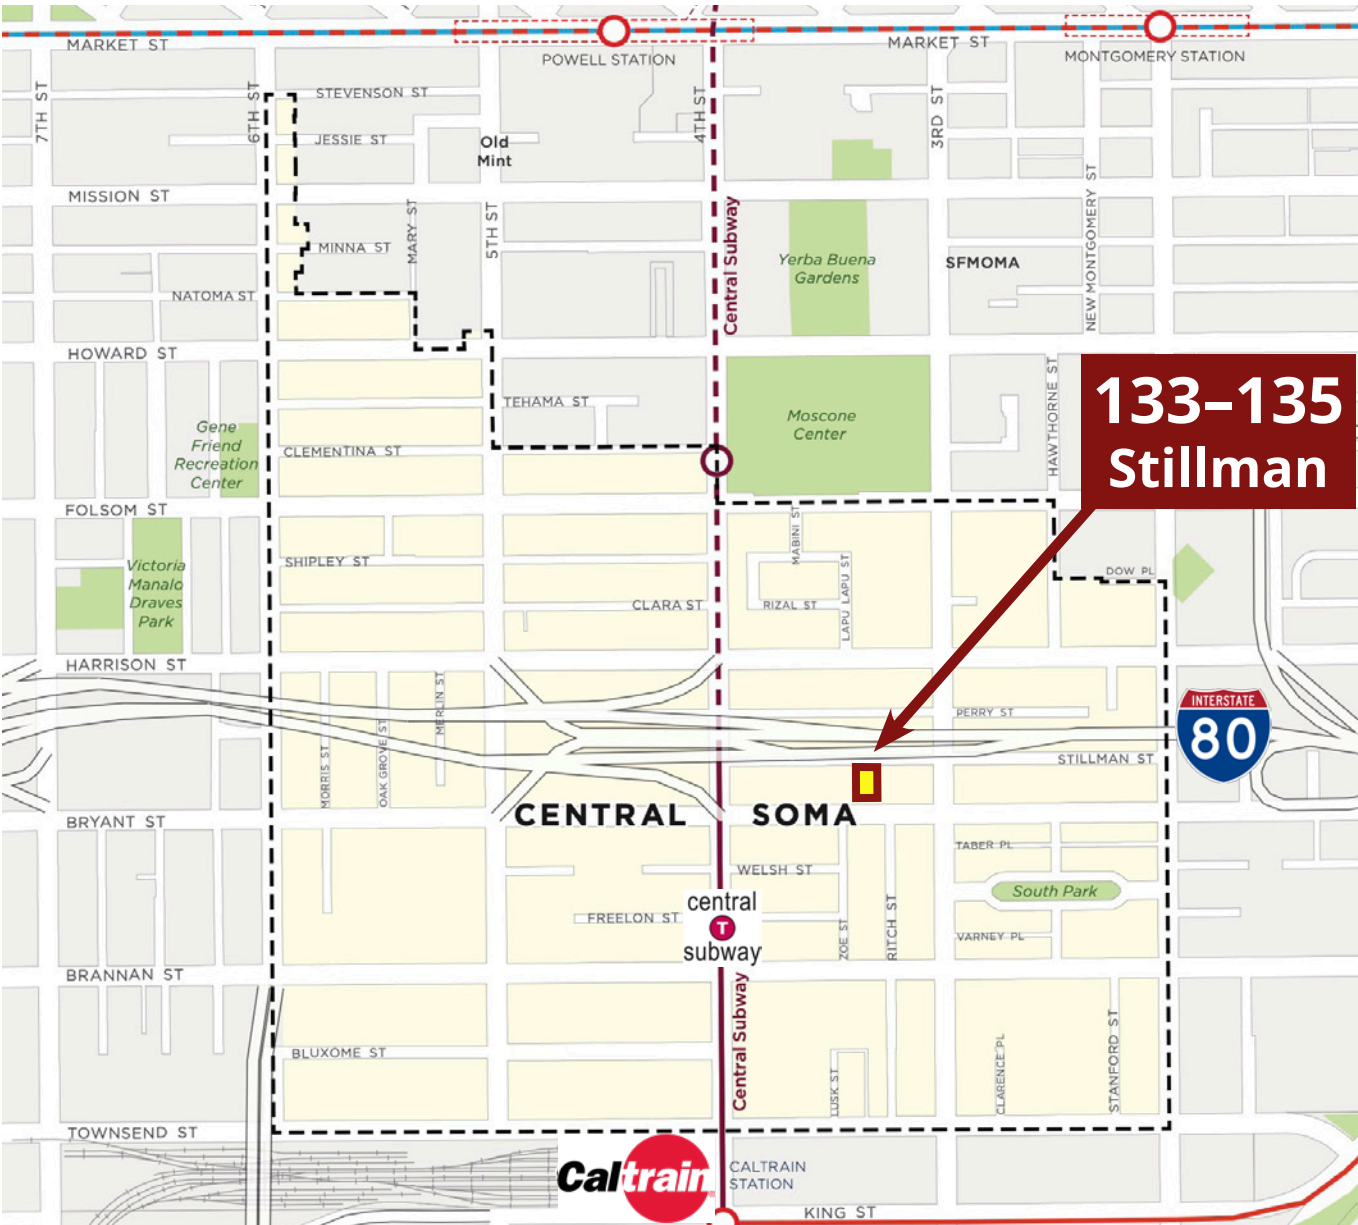 MARKET ST
POWELL STATION
MARKET ST
MONTGOMERY STATION
7TH ST
6TH ST
STEVENSON ST
4TH ST
3RD ST
JESSIE ST
Old
Mint
MISSION ST
MARY ST
5TH ST
Central Subway
NEW MONTGOMERY ST
MINNA ST
Yerba Buena
Gardens
SFMOMA
NATOMA ST
HOWARD ST
HAWTHORNE ST
133–135
Stillman
TEHAMA ST
Moscone
Center
Gene
Friend
Recreation
Center
CLEMENTINA ST
FOLSOM ST
MABINI ST
SHIPLEY ST
LAPU LAPU ST
DOW PL
Victoria
Manalo
Draves
Park
CLARA ST
RIZAL ST
HARRISON ST
MERLIN ST
PERRY ST
INTERSTATE
80
MORRIS ST
OAK GROVE ST
STILLMAN ST
CENTRAL SOMA
BRYANT ST
TABER PL
WELSH ST
South Park
central
T
subway
FREELON ST
ZOE ST
RITCH ST
VARNEY PL
BRANNAN ST
Central Subway
BLUXOME ST
LUSK ST
CLARENCE PL
STANFORD ST
TOWNSEND ST
Caltrain
CALTRAIN
STATION
KING ST